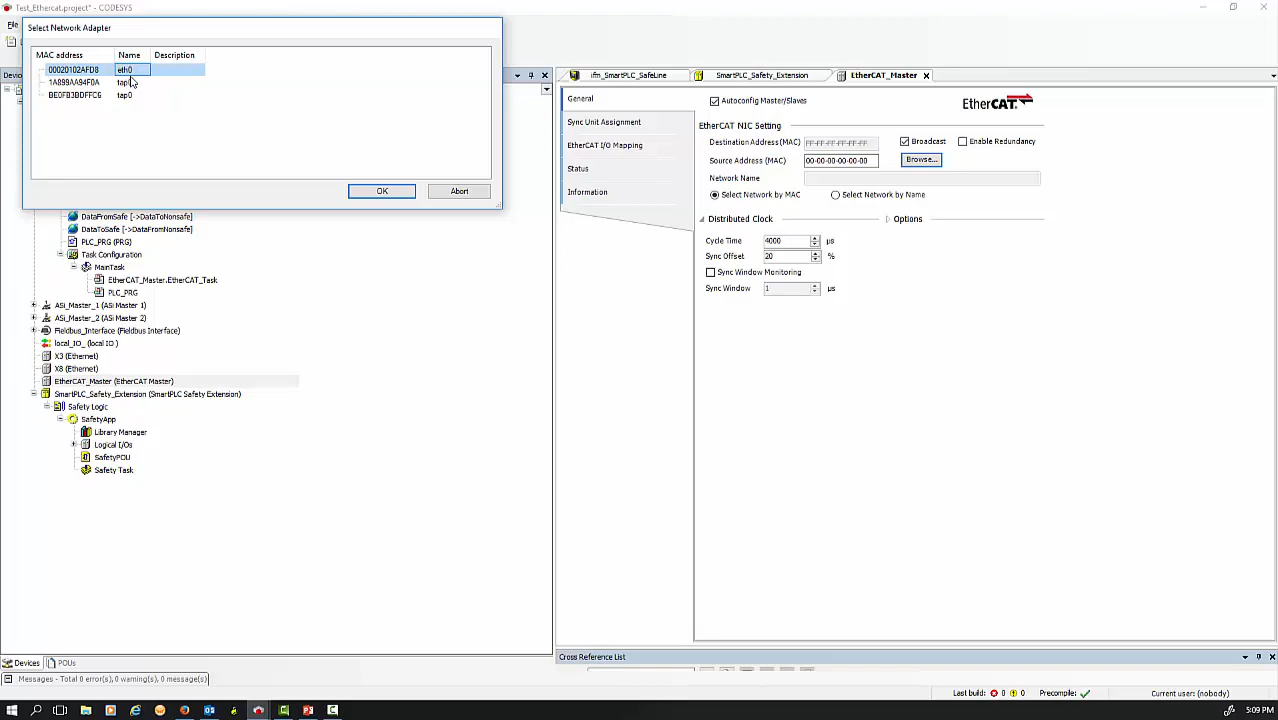 Test_Ethercat.project* - CODESYS
File
Select Network Adapter
MAC address Name Description
00020102AFD8 eth0
1A899AA94F0A tap
BE0FB3BDFFC6 tap0
OK Abort
DataFromSafe [->DataToNonsafe]
DataToSafe [->DataFromNonsafe]
PLC_PRG (PRG)
Task Configuration
MainTask
EtherCAT_Master.EtherCAT_Task
PLC_PRG
ASi_Master_1 (ASi Master 1)
ASi_Master_2 (ASi Master 2)
Fieldbus_Interface (Fieldbus Interface)
local_IO_ (local IO )
X3 (Ethernet)
X8 (Ethernet)
EtherCAT_Master (EtherCAT Master)
SmartPLC_Safety_Extension (SmartPLC Safety Extension)
Safety Logic
SafetyApp
Library Manager
Logical I/Os
SafetyPOU
Safety Task
Devices POUs
Messages - Total 0 error(s), 0 warning(s), 0 message(s)
ifm_SmartPLC_SafeLine SmartPLC_Safety_Extension EtherCAT_Master
General
Sync Unit Assignment
EtherCAT I/O Mapping
Status
Information
Autoconfig Master/Slaves
EtherCAT
EtherCAT NIC Setting
Destination Address (MAC) FF-FF-FF-FF-FF-FF Broadcast Enable Redundancy
Source Address (MAC) 00-00-00-00-00-00 Browse...
Network Name
Select Network by MAC Select Network by Name
Distributed Clock Options
Cycle Time 4000 µs
Sync Offset 20 %
Sync Window Monitoring
Sync Window 1 µs
Cross Reference List
Last build: 0 0 Precompile: Current user: (nobody)
5:09 PM